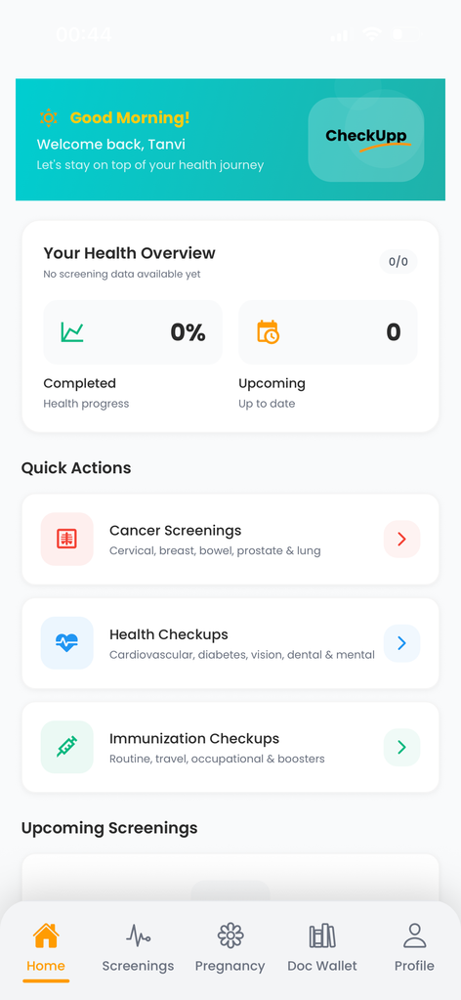 00:44
Good Morning!
Welcome back, Tanvi
Let's stay on top of your health journey
CheckUpp
Your Health Overview
No screening data available yet
0/0
0%
0
Completed
Upcoming
Health progress
Up to date
Quick Actions
Cancer Screenings
Cervical, breast, bowel, prostate & lung
Health Checkups
Cardiovascular, diabetes, vision, dental & mental
Immunization Checkups
Routine, travel, occupational & boosters
Upcoming Screenings
Home
Screenings
Pregnancy
Doc Wallet
Profile